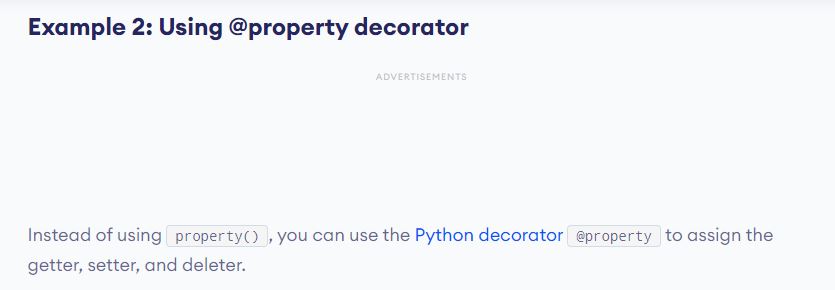 Example 2: Using @property decorator
ADVERTISEMENTS
Instead of using property(), you can use the Python decorator @property to assign the
getter, setter, and deleter.